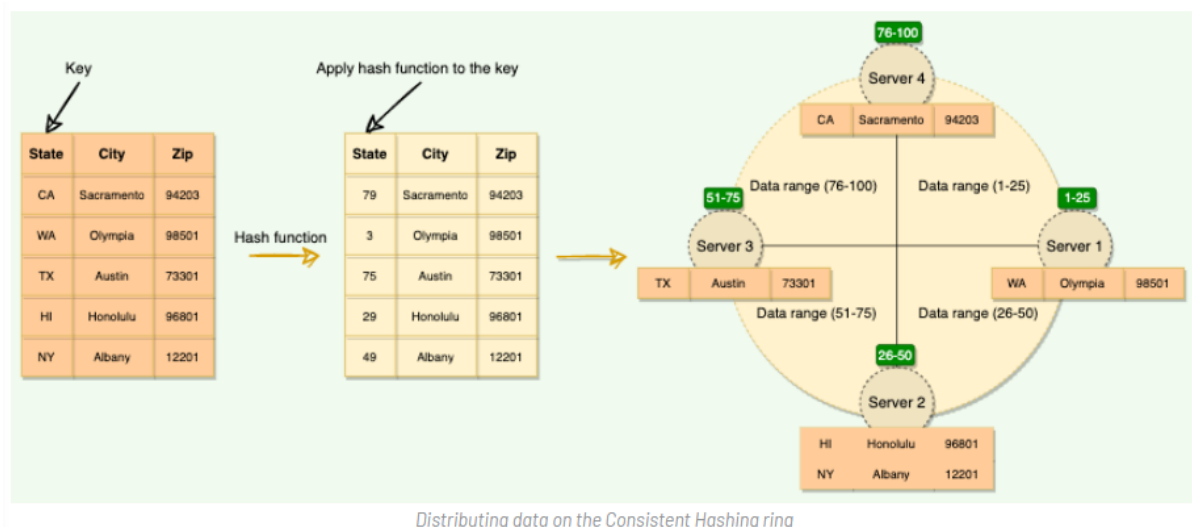 Key
Apply hash function to the key
State City Zip
CA Sacramento 94203
WA Olympia 98501
TX Austin 73301
HI Honolulu 96801
NY Albany 12201
Hash function
State City Zip
79 Sacramento 94203
3 Olympia 98501
75 Austin 73301
29 Honolulu 96801
49 Albany 12201
76-100
Server 4
CA Sacramento 94203
Data range (76-100)
Data range (1-25)
51-75
Server 3
TX Austin 73301
1-25
Server 1
WA Olympia 98501
Data range (51-75)
Data range (26-50)
26-50
Server 2
HI Honolulu 96801
NY Albany 12201
Distributing data on the Consistent Hashing ring